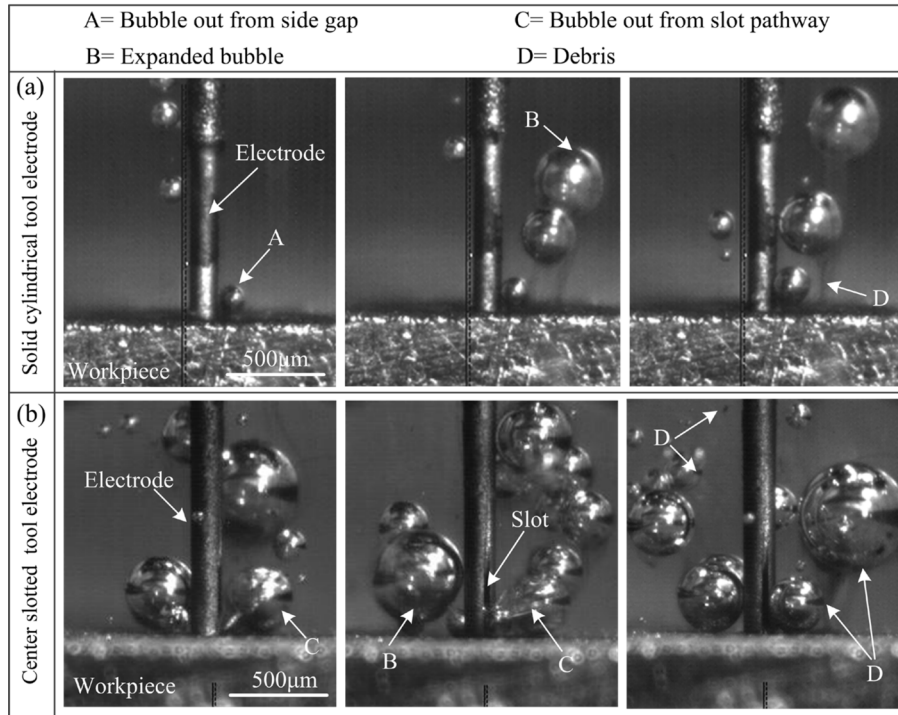 A= Bubble out from side gap
C= Bubble out from slot pathway
B= Expanded bubble
D= Debris
(a)
Solid cylindrical tool electrode
Electrode
A
Workpiece
500μm
B
D
(b)
Center slotted tool electrode
Electrode
C
Workpiece
500μm
Slot
B
C
D
D